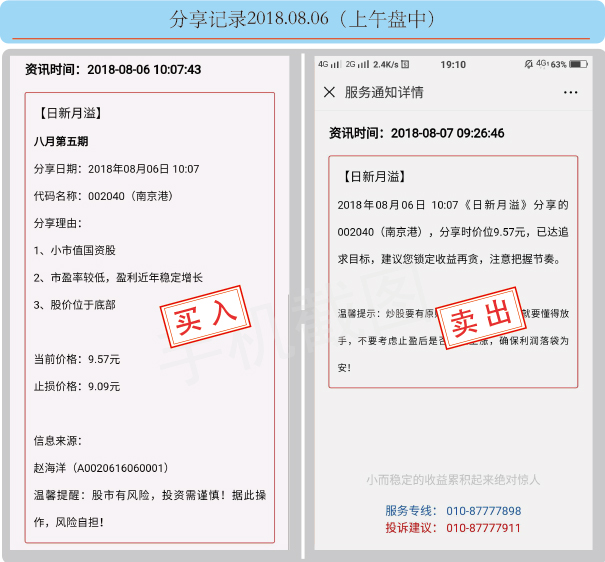 分享记录2018.08.06（上午盘中）
资讯时间：2018-08-06 10:07:43
【日新月溢】
八月第五期
分享日期：2018年08月06日 10:07
代码名称：002040（南京港）
分享理由：
1、小市值国资股
2、市盈率较低，盈利近年稳定增长
3、股价位于底部
买入
当前价格：9.57元
止损价格：9.09元
信息来源：
赵海洋（A0020616060001）
温馨提醒：股市有风险，投资需谨慎！据此操
作，风险自担！
4G 2G 2.4K/s 19:10 4G 63%
服务通知详情
资讯时间：2018-08-07 09:26:46
【日新月溢】
2018年08月06日 10:07《日新月溢》分享的
002040（南京港），分享时价位9.57元，已达追
求目标，建议您锁定收益再贪，注意把握节奏。
温馨提示：炒股要有原 就要懂得放
手，不要考虑止盈后是否 上涨，确保利润落袋为
安！
卖出
手机截图
小而稳定的收益累积起来绝对惊人
服务专线： 010-87777898
投诉建议： 010-87777911